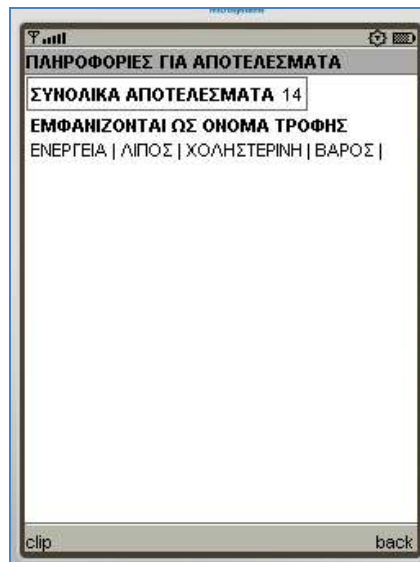 ΠΛΗΡΟΦΟΡΙΕΣ ΓΙΑ ΑΠΟΤΕΛΕΣΜΑΤΑ
ΣΥΝΟΛΙΚΑ ΑΠΟΤΕΛΕΣΜΑΤΑ 14
ΕΜΦΑΝΙΖΟΝΤΑΙ ΩΣ ΟΝΟΜΑ ΤΡΟΦΗΣ
ΕΝΕΡΓΕΙΑ | ΛΙΠΟΣ | ΧΟΛΗΣΤΕΡΙΝΗ | ΒΑΡΟΣ |
clip back